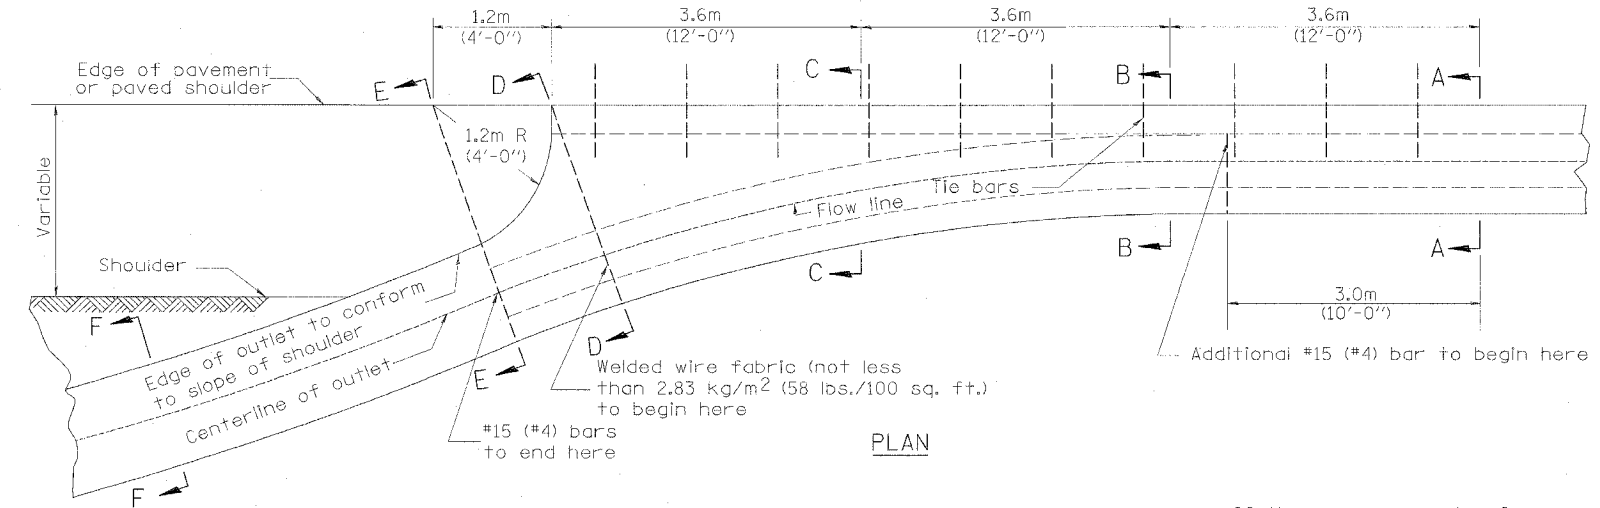 1.2m
(4'-0")
3.6m
(12'-0")
3.6m
(12'-0")
3.6m
(12'-0")
Edge of pavement
or paved shoulder
E
D
C
B
A
1.2m R
(4'-0")
Variable
Tie bars
Flow line
Shoulder
B
A
C
3.0m
(10'-0")
F
D
E
Edge of outlet to conform
to slope of shoulder
Centerline of outlet
Additional #15 (#4) bar to begin here
Welded wire fabric (not less
than 2.83 kg/m2 (58 lbs./100 sq. ft.)
to begin here
#15 (#4) bars
to end here
PLAN
F